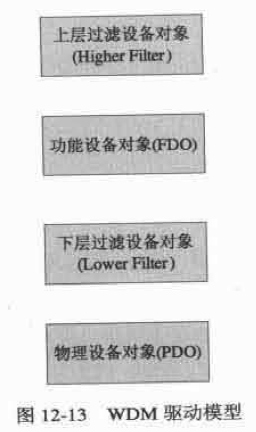 上层过滤设备对象
(Higher Filter)
功能设备对象(FDO)
下层过滤设备对象
(Lower Filter)
物理设备对象(PDO)
图 12-13 WDM 驱动模型